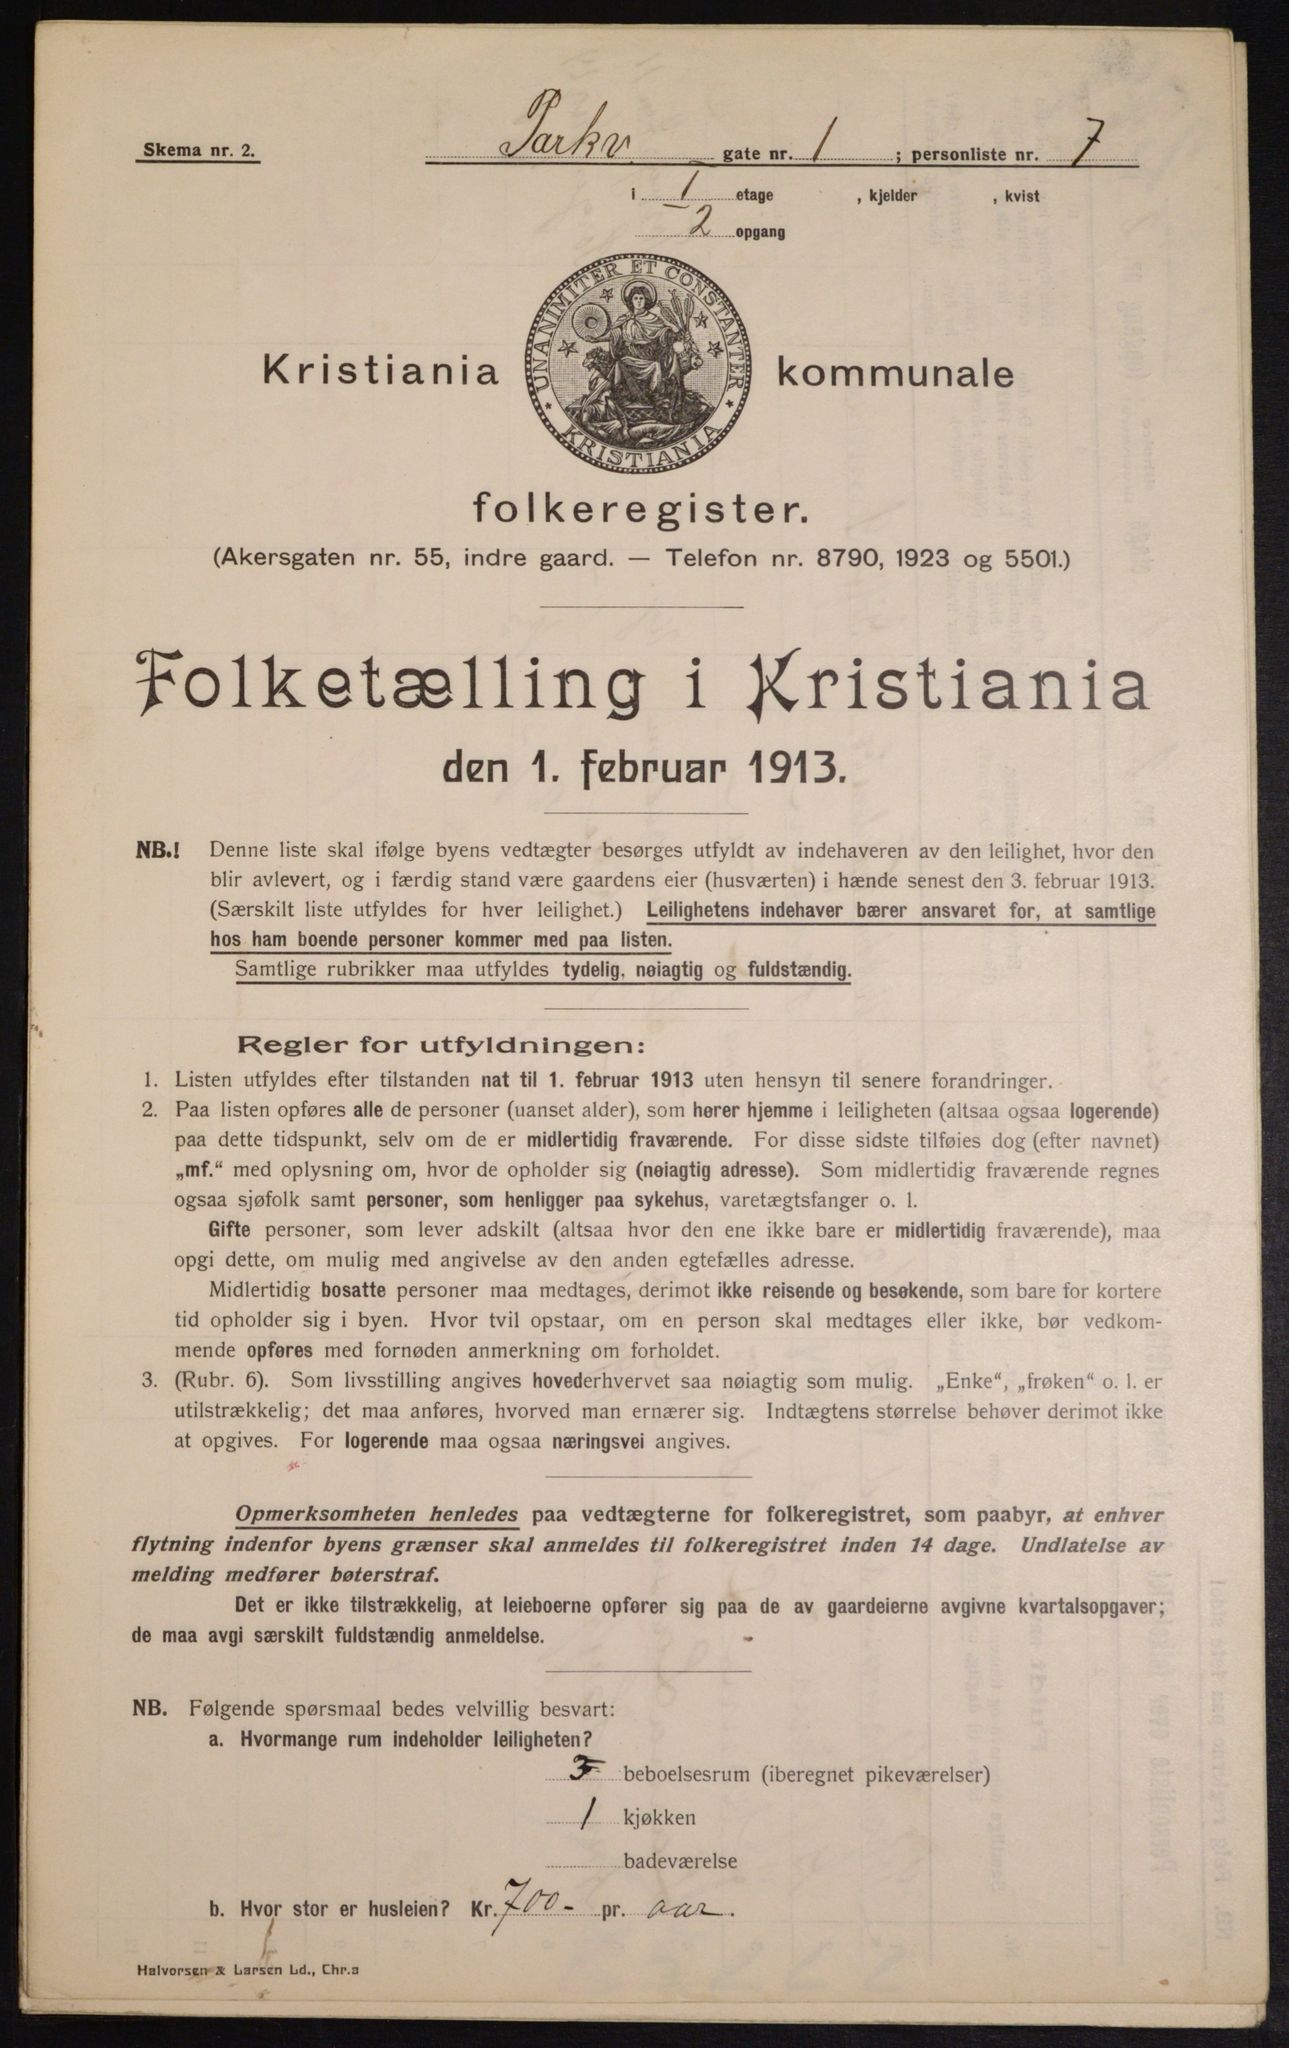 Skema nr. 2.
Parkv. gate nr. 1 ; personliste nr. 7
i 1 etage , kjelder , kvist
2 opgang
UNANIMITER ET CONSTANTER
KRISTIANIA
Kristiania kommunale
folkeregister.
(Akersgaten nr. 55, indre gaard. — Telefon nr. 8790, 1923 og 5501.)
Folketælling i Kristiania
den 1. februar 1913.
NB.! Denne liste skal ifølge byens vedtægter besørges utfyldt av indehaveren av den leilighet, hvor den
blir avlevert, og i færdig stand være gaardens eier (husværten) i hænde senest den 3. februar 1913.
(Særskilt liste utfyldes for hver leilighet.) Leilighetens indehaver bærer ansvaret for, at samtlige
hos ham boende personer kommer med paa listen.
Samtlige rubrikker maa utfyldes tydelig, nøiagtig og fuldstændig.
Regler for utfyldningen:
1. Listen utfyldes efter tilstanden nat til 1. februar 1913 uten hensyn til senere forandringer.
2. Paa listen opføres alle de personer (uanset alder), som hører hjemme i leiligheten (altsaa ogsaa logerende)
paa dette tidspunkt, selv om de er midlertidig fraværende. For disse sidste tilføies dog (efter navnet)
„mf.“ med oplysning om, hvor de opholder sig (nøiagtig adresse). Som midlertidig fraværende regnes
ogsaa sjøfolk samt personer, som henligger paa sykehus, varetægtsfanger o. l.
Gifte personer, som lever adskilt (altsaa hvor den ene ikke bare er midlertidig fraværende), maa
opgi dette, om mulig med angivelse av den anden egtefælles adresse.
Midlertidig bosatte personer maa medtages, derimot ikke reisende og besøkende, som bare for kortere
tid opholder sig i byen. Hvor tvil opstaar, om en person skal medtages eller ikke, bør vedkom-
mende opføres med fornøden anmerkning om forholdet.
3. (Rubr. 6). Som livsstilling angives hovederhvervet saa nøiagtig som mulig. „Enke“, „frøken“ o. l. er
utilstrækkelig; det maa anføres, hvorved man ernærer sig. Indtægtens størrelse behøver derimot ikke
at opgives. For logerende maa ogsaa næringsvei angives.
Opmerksomheten henledes paa vedtægterne for folkeregistret, som paabyr, at enhver
flytning indenfor byens grænser skal anmeldes til folkeregistret inden 14 dage. Undlatelse av
melding medfører bøterstraf.
Det er ikke tilstrækkelig, at leieboerne opfører sig paa de av gaardeierne avgivne kvartalsopgaver;
de maa avgi særskilt fuldstændig anmeldelse.
NB. Følgende spørsmaal bedes velvillig besvart:
a. Hvormange rum indeholder leiligheten?
3 beboelsesrum (iberegnet pikeværelser)
1 kjøkken
badeværelse
b. Hvor stor er husleien? Kr. 700- pr. aar.
Halvorsen & Larsen Ld., Chr.a